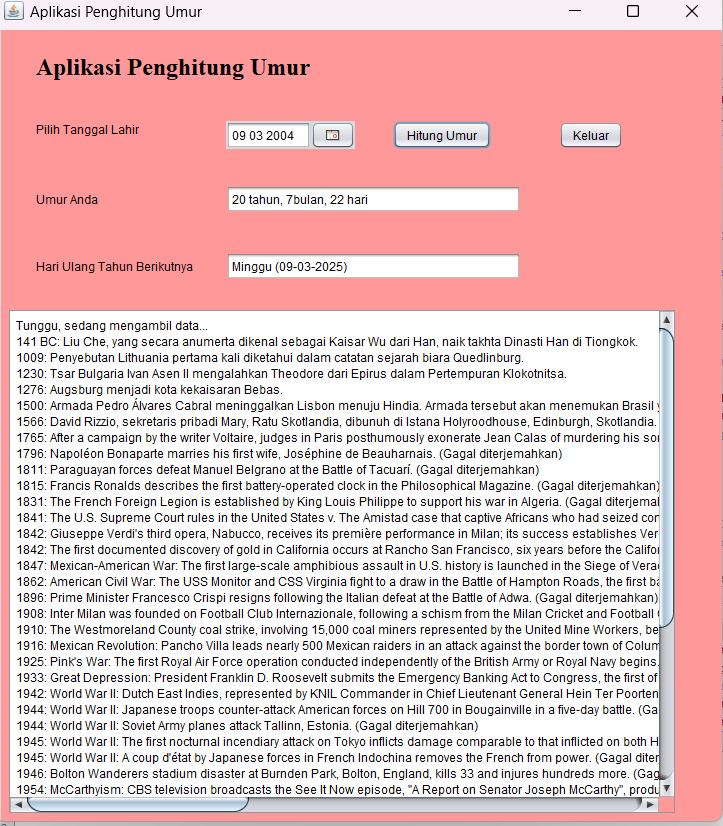 Aplikasi Penghitung Umur
Aplikasi Penghitung Umur
Pilih Tanggal Lahir
09 03 2004
Hitung Umur
Keluar
Umur Anda
20 tahun, 7bulan, 22 hari
Hari Ulang Tahun Berikutnya
Minggu (09-03-2025)
Tunggu, sedang mengambil data...
141 BC: Liu Che, yang secara anumerta dikenal sebagai Kaisar Wu dari Han, naik takhta Dinasti Han di Tiongkok.
1009: Penyebutan Lithuania pertama kali diketahui dalam catatan sejarah biara Quedlinburg.
1230: Tsar Bulgaria Ivan Asen II mengalahkan Theodore dari Epirus dalam Pertempuran Klokotnitsa.
1276: Augsburg menjadi kota kekaisaran Bebas.
1500: Armada Pedro Álvares Cabral meninggalkan Lisbon menuju Hindia. Armada tersebut akan menemukan Brasil y
1566: David Rizzio, sekretaris pribadi Mary, Ratu Skotlandia, dibunuh di Istana Holyroodhouse, Edinburgh, Skotlandia.
1765: After a campaign by the writer Voltaire, judges in Paris posthumously exonerate Jean Calas of murdering his son
1796: Napoléon Bonaparte marries his first wife, Joséphine de Beauharnais. (Gagal diterjemahkan)
1811: Paraguayan forces defeat Manuel Belgrano at the Battle of Tacuarí. (Gagal diterjemahkan)
1815: Francis Ronalds describes the first battery-operated clock in the Philosophical Magazine. (Gagal diterjemahkan)
1831: The French Foreign Legion is established by King Louis Philippe to support his war in Algeria. (Gagal diterjemal
1841: The U.S. Supreme Court rules in the United States v. The Amistad case that captive Africans who had seized con
1842: Giuseppe Verdi's third opera, Nabucco, receives its première performance in Milan; its success establishes Ver
1842: The first documented discovery of gold in California occurs at Rancho San Francisco, six years before the Califor
1847: Mexican-American War: The first large-scale amphibious assault in U.S. history is launched in the Siege of Vera
1862: American Civil War: The USS Monitor and CSS Virginia fight to a draw in the Battle of Hampton Roads, the first ba
1896: Prime Minister Francesco Crispi resigns following the Italian defeat at the Battle of Adwa. (Gagal diterjemahkan)
1908: Inter Milan was founded on Football Club Internazionale, following a schism from the Milan Cricket and Football
1910: The Westmoreland County coal strike, involving 15,000 coal miners represented by the United Mine Workers, be
1916: Mexican Revolution: Pancho Villa leads nearly 500 Mexican raiders in an attack against the border town of Colum
1925: Pink's War: The first Royal Air Force operation conducted independently of the British Army or Royal Navy begins.
1933: Great Depression: President Franklin D. Roosevelt submits the Emergency Banking Act to Congress, the first of
1942: World War II: Dutch East Indies, represented by KNIL Commander in Chief Lieutenant General Hein Ter Poorten
1944: World War II: Japanese troops counter-attack American forces on Hill 700 in Bougainville in a five-day battle. (Ga
1944: World War II: Soviet Army planes attack Tallinn, Estonia. (Gagal diterjemahkan)
1945: World War II: The first nocturnal incendiary attack on Tokyo inflicts damage comparable to that inflicted on both H
1945: World War II: A coup d'état by Japanese forces in French Indochina removes the French from power. (Gagal diter
1946: Bolton Wanderers stadium disaster at Burnden Park, Bolton, England, kills 33 and injures hundreds more. (Gag
1954: McCarthyism: CBS television broadcasts the See It Now episode, "A Report on Senator Joseph McCarthy", produ